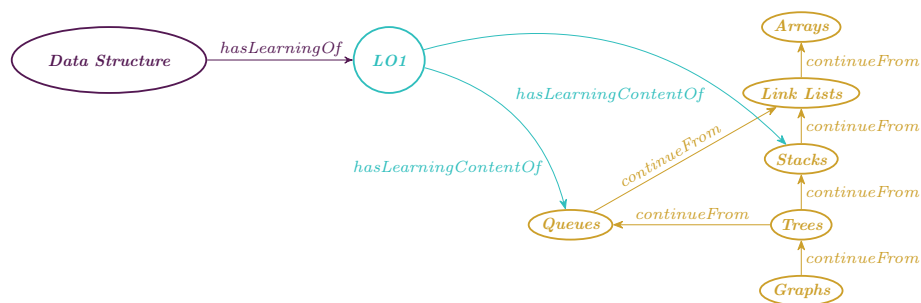 Arrays
hasLearningOf
Data Structure
LO1
continueFrom
Link Lists
hasLearningContentOf
continueFrom
continueFrom
Stacks
hasLearningContentOf
continueFrom
continueFrom
Queues
Trees
continueFrom
Graphs